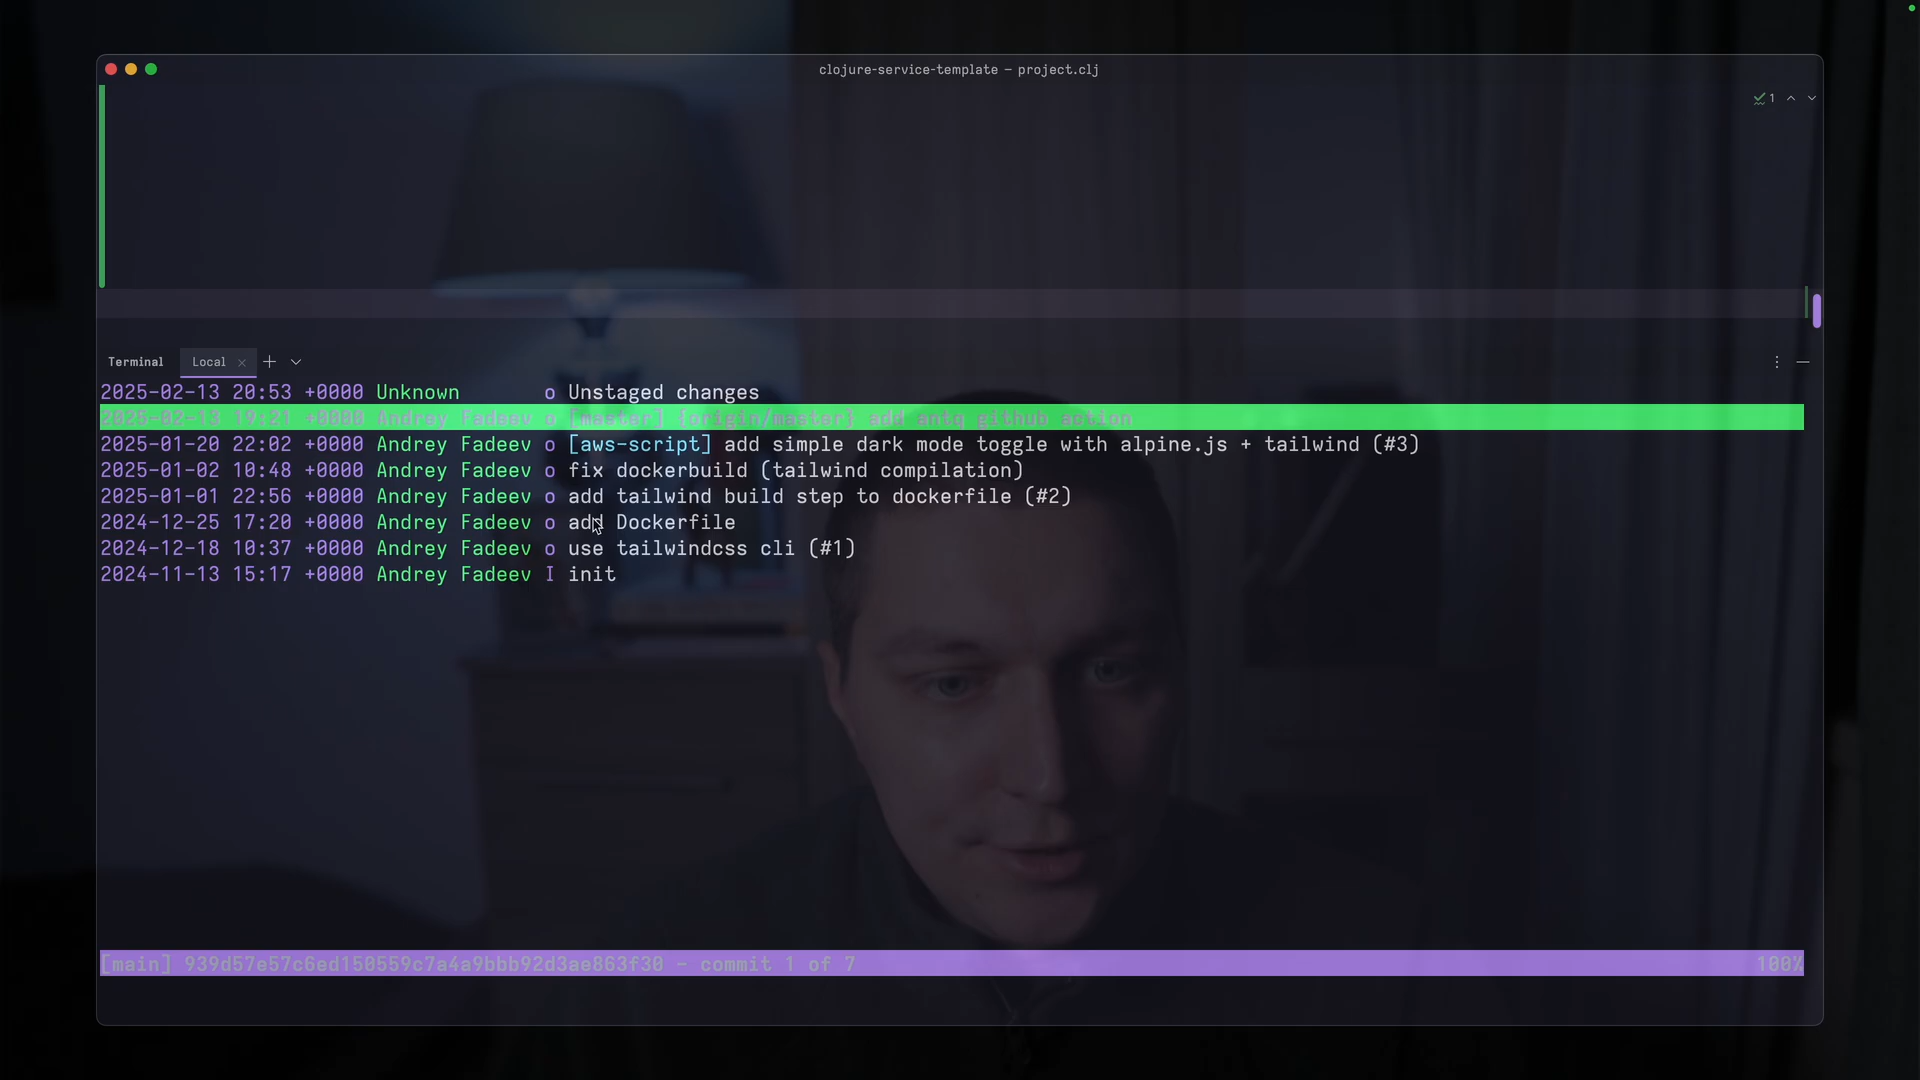 clojure-service-template – project.clj
1
Terminal Local
2025-02-13 20:53 +0000 Unknown o Unstaged changes
2025-02-13 19:21 +0000 Andrey Fadeev o [master] {origin/master} add antq github action
2025-01-20 22:02 +0000 Andrey Fadeev o [aws-script] add simple dark mode toggle with alpine.js + tailwind (#3)
2025-01-02 10:48 +0000 Andrey Fadeev o fix dockerbuild (tailwind compilation)
2025-01-01 22:56 +0000 Andrey Fadeev o add tailwind build step to dockerfile (#2)
2024-12-25 17:20 +0000 Andrey Fadeev o add Dockerfile
2024-12-18 10:37 +0000 Andrey Fadeev o use tailwindcss cli (#1)
2024-11-13 15:17 +0000 Andrey Fadeev I init
[main] 939d57e57c6ed150559c7a4a9bbb92d3ae863f30 - commit 1 of 7 100%